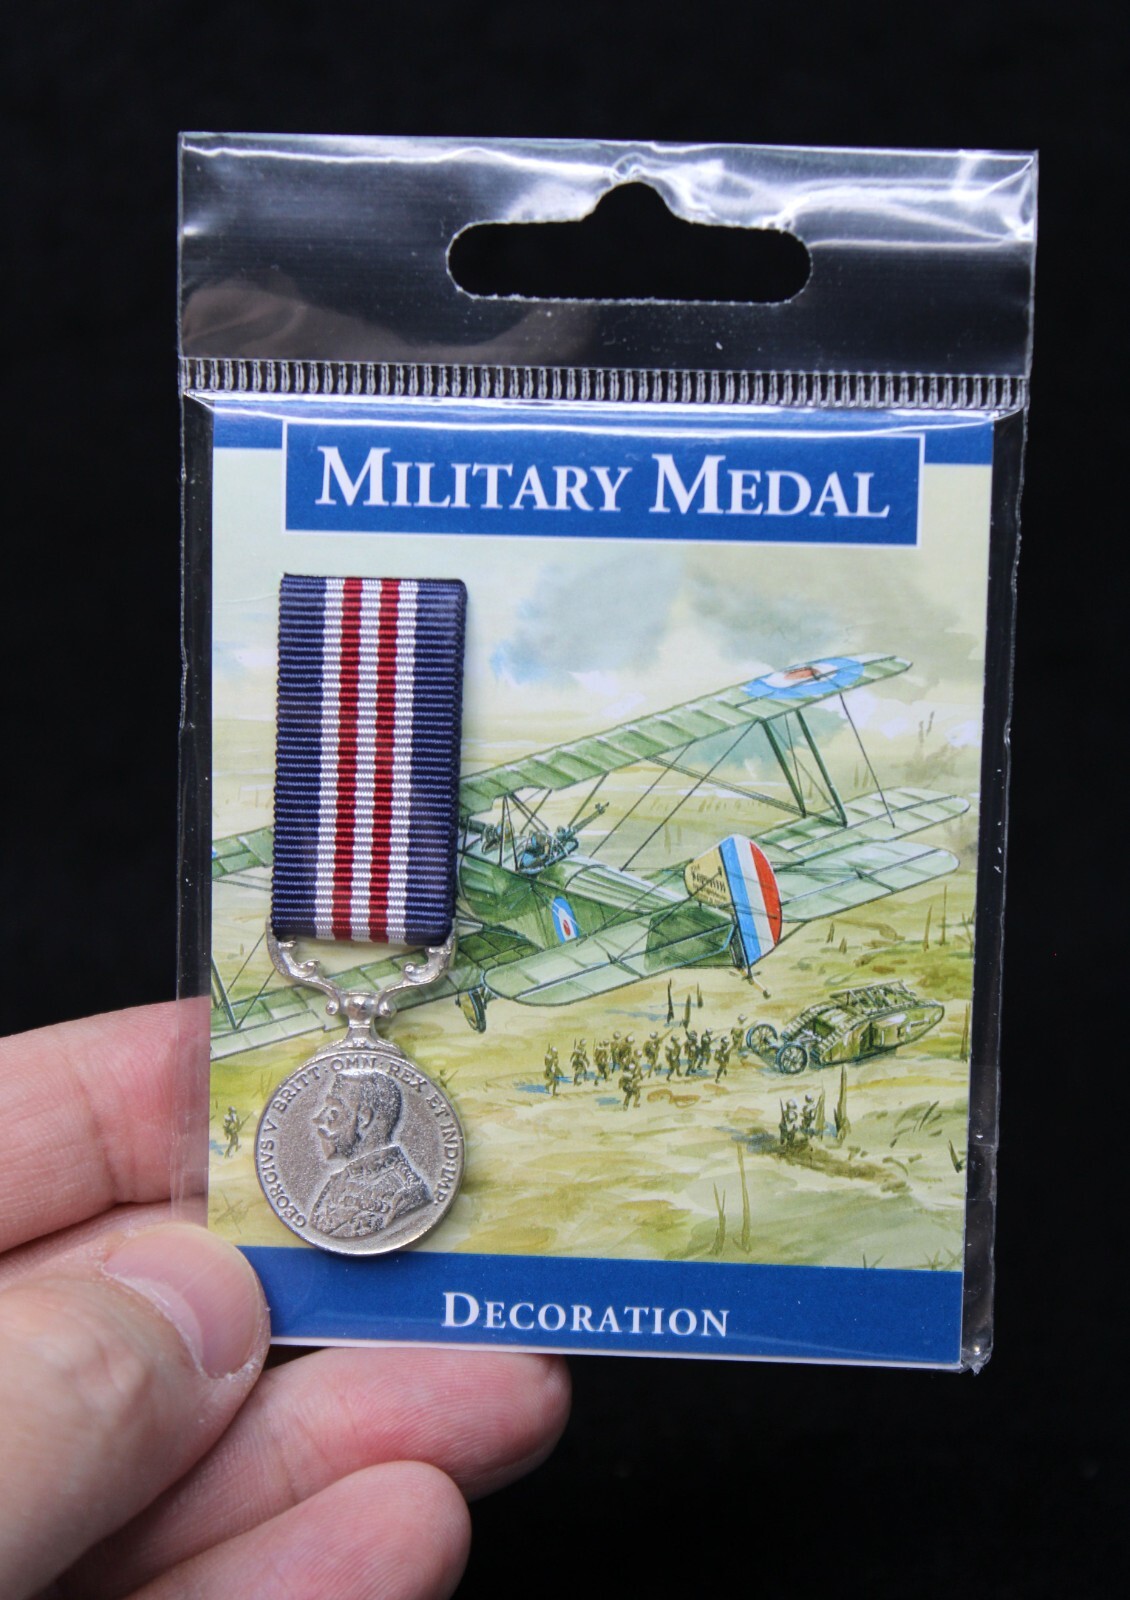 MILITARY MEDAL
GEORGIVS V BRITT: OMN: REX ET IND: IMP:
DECORATION